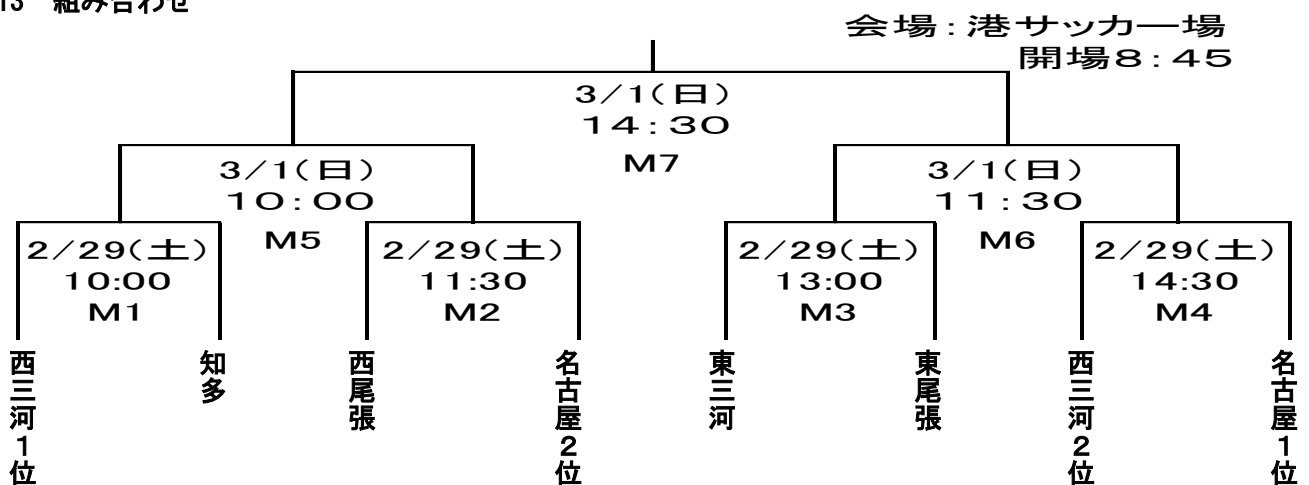 13 組み合わせ
会場：港サッカー場
開場8：45
3／1(日)
14：30
M7
3／1(日)
10：00
M5
3／1(日)
11：30
M6
2／29(土)
10:00
M1
2／29(土)
11:30
M2
2／29(土)
13:00
M3
2／29(土)
14:30
M4
西三河1位
知多
西尾張
名古屋2位
東三河
東尾張
西三河2位
名古屋1位